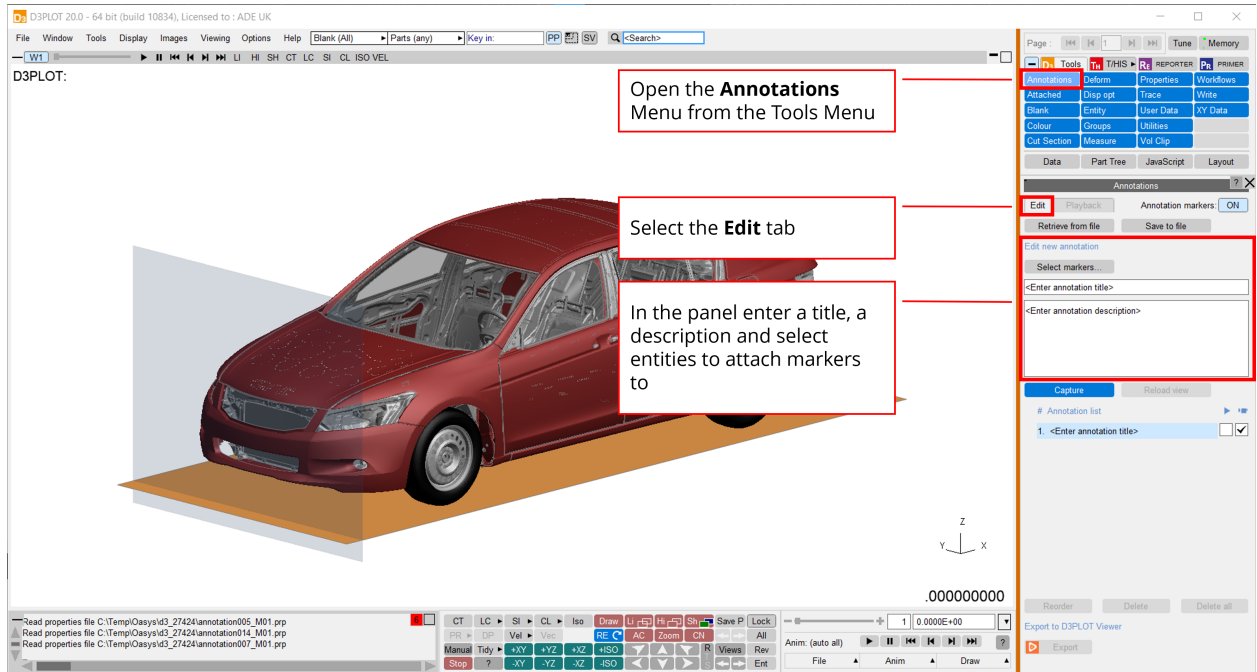 D3PLOT 20.0 - 64 bit (build 10834), Licensed to : ADE UK
File Window Tools Display Images Viewing Options Help Blank (All) Parts (any) Key in: PP SV <Search>
W1 LI HI SH CT LC SI CL ISO VEL
D3PLOT:
Open the Annotations
Menu from the Tools Menu
Select the Edit tab
In the panel enter a title, a
description and select
entities to attach markers
to
Z
Y X
.000000000
Page : 1 Tune Memory
D3 Tools TH T/HIS RE REPORTER PR PRIMER
Annotations Deform Properties Workflows
Attached Disp opt Trace Write
Blank Entity User Data XY Data
Colour Groups Utilities
Cut Section Measure Vol Clip
Data Part Tree JavaScript Layout
Annotations ? X
Edit Playback Annotation markers: ON
Retrieve from file Save to file
Edit new annotation
Select markers...
<Enter annotation title>
<Enter annotation description>
Capture Reload view
# Annotation list
1. <Enter annotation title>
Reorder Delete Delete all
Export to D3PLOT Viewer
Export
Read properties file C:\Temp\Oasys\d3_27424\annotation005_M01.prp
Read properties file C:\Temp\Oasys\d3_27424\annotation014_M01.prp
Read properties file C:\Temp\Oasys\d3_27424\annotation007_M01.prp
6
CT LC SI CL Iso Draw Li Hi Sh Save P Lock
PR DP Vel Vec RE AC Zoom CN All
Manual Tidy +XY +YZ +XZ +ISO R Views Rev
Stop ? -XY -YZ -XZ -ISO Ent
1 0.0000E+00
Anim: (auto all) ?
File Anim Draw